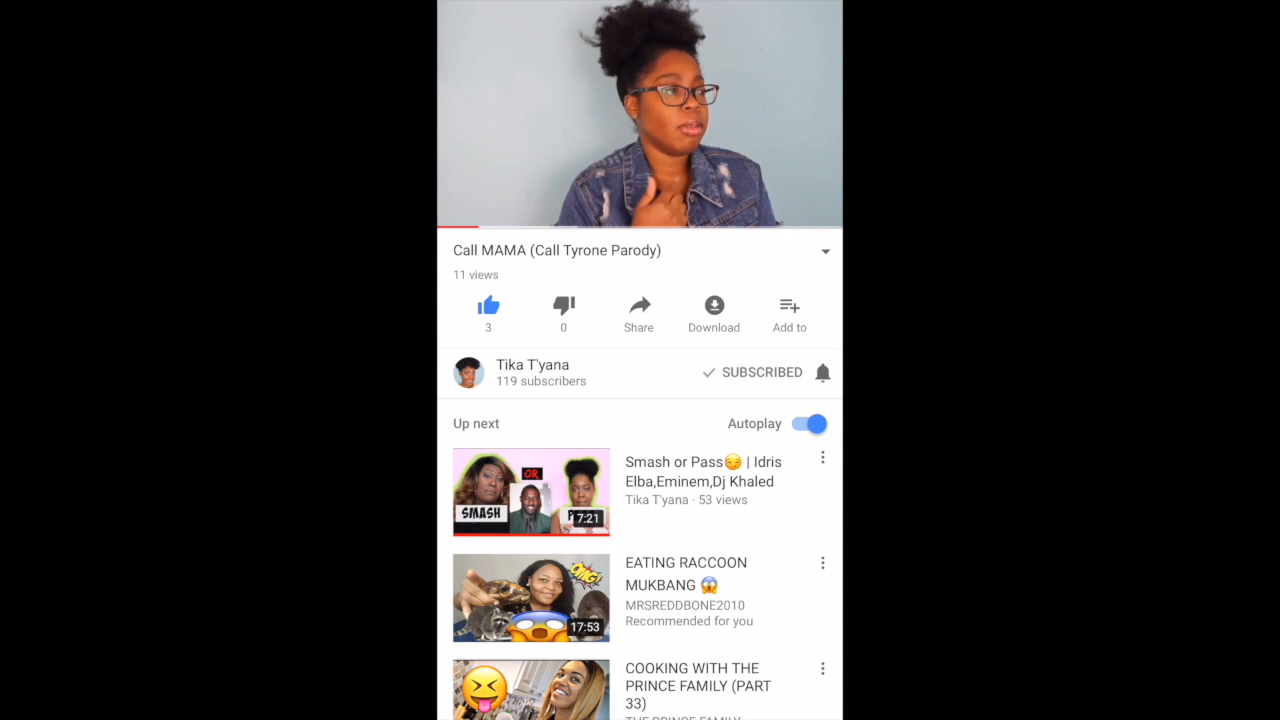 Call MAMA (Call Tyrone Parody)
11 views
3
0
Share
Download
Add to
Tika T'yana
119 subscribers
SUBSCRIBED
Up next
Autoplay
OR
SMASH
7:21
Smash or Pass😏 | Idris
Elba,Eminem,Dj Khaled
Tika T'yana · 53 views
OMG!
17:53
EATING RACCOON
MUKBANG 😱
MRSREDDBONE2010
Recommended for you
COOKING WITH THE
PRINCE FAMILY (PART
33)
THE PRINCE FAMILY